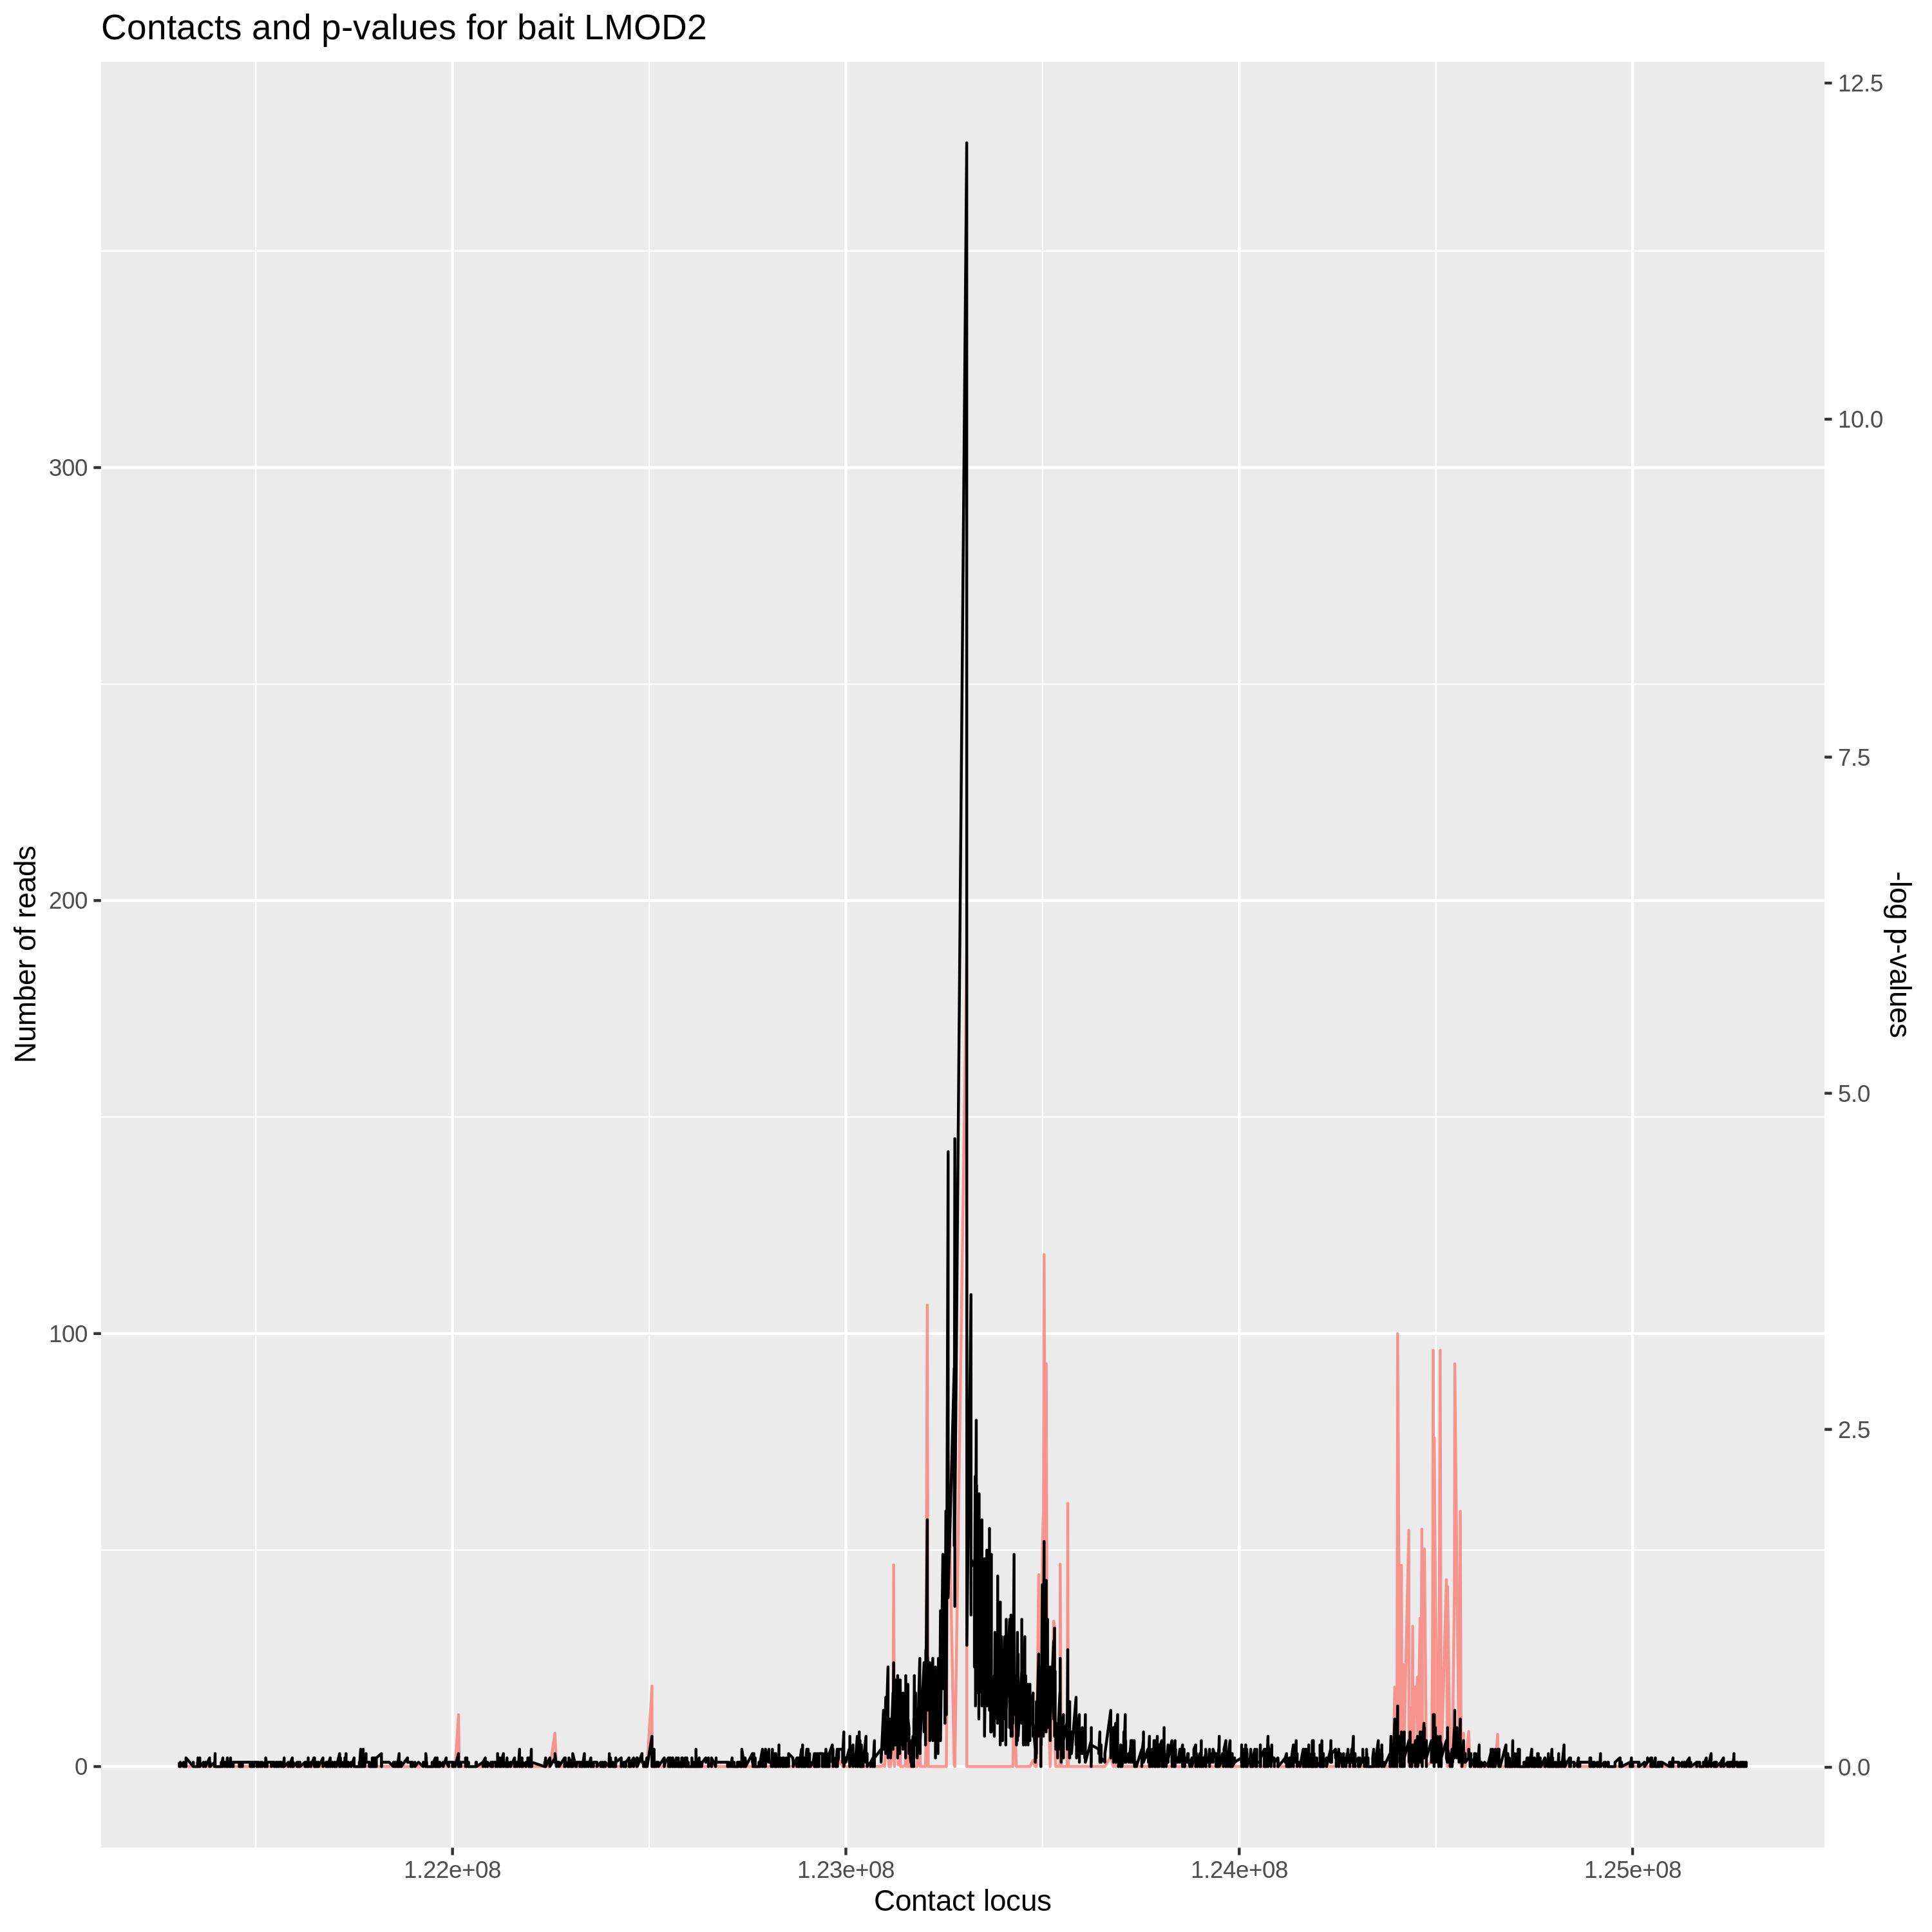 Contacts and p-values for bait LMOD2
12.5
10.0
300
7.5
200
Number of reads
-log p-values
5.0
100
2.5
0
0.0
1.22e+08
1.23e+08
1.24e+08
1.25e+08
Contact locus